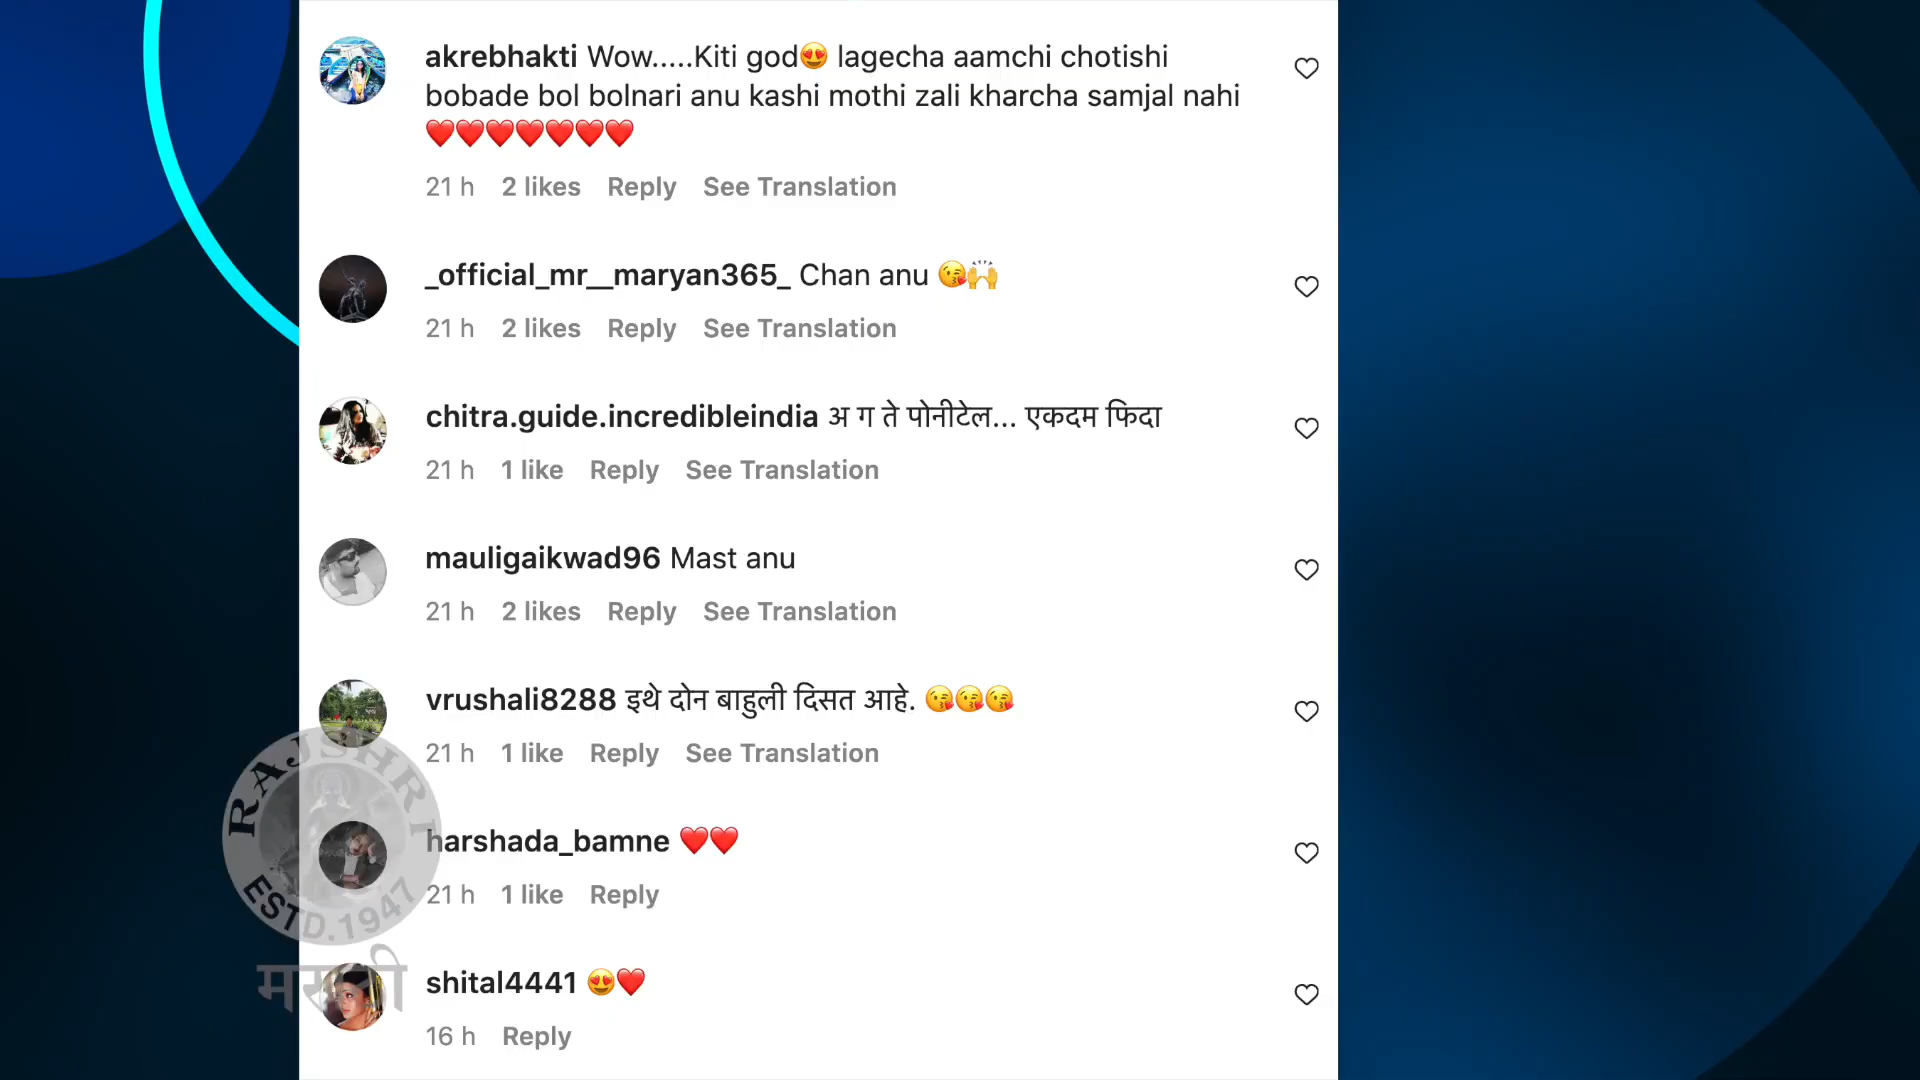 akrebhakti Wow.....Kiti god😍 lagecha aamchi chotishi
bobade bol bolnari anu kashi mothi zali kharcha samjal nahi
❤️❤️❤️❤️❤️❤️❤️
21 h 2 likes Reply See Translation
_official_mr__maryan365_ Chan anu 😘🙌
21 h 2 likes Reply See Translation
chitra.guide.incredibleindia अ ग ते पोनीटेल... एकदम फिदा
21 h 1 like Reply See Translation
mauligaikwad96 Mast anu
21 h 2 likes Reply See Translation
vrushali8288 इथे दोन बाहुली दिसत आहे. 😘😘😘
21 h 1 like Reply See Translation
harshada_bamne ❤️❤️
21 h 1 like Reply
shital4441 😍❤️
16 h Reply
RAJSHRI
ESTD.1947
मराठी